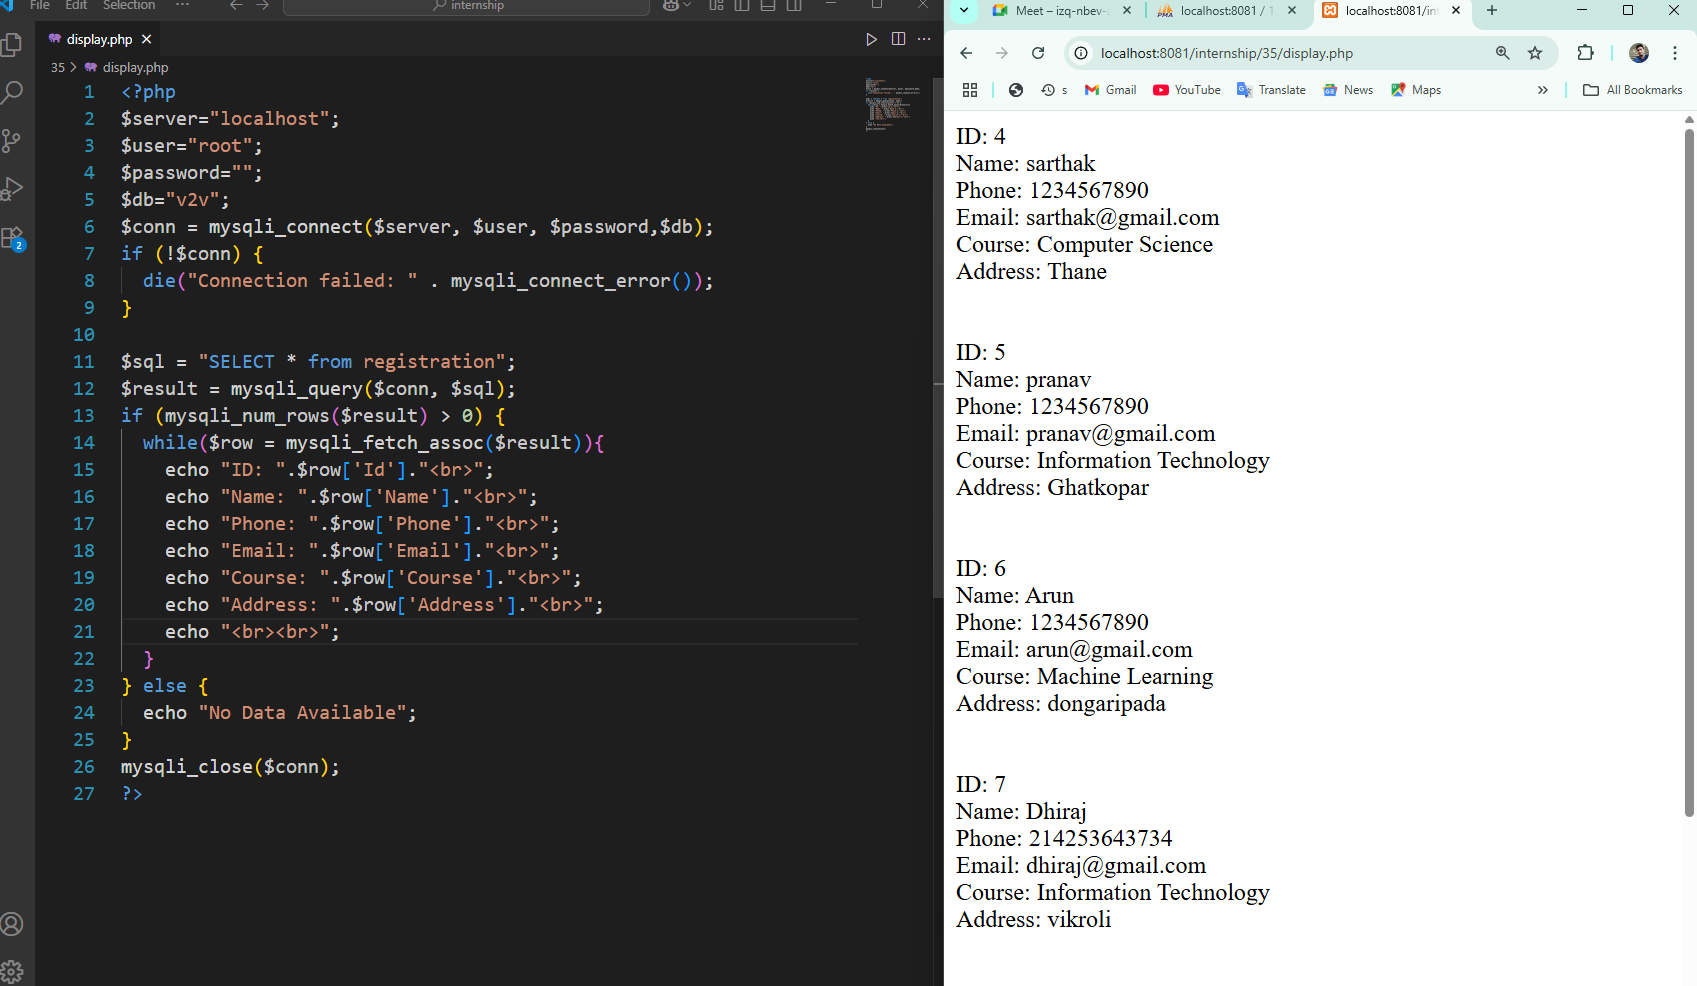 File Edit Selection ··· internship
display.php
35 > display.php
1 <?php
2 $server="localhost";
3 $user="root";
4 $password="";
5 $db="v2v";
6 $conn = mysqli_connect($server, $user, $password,$db);
7 if (!$conn) {
8   die("Connection failed: " . mysqli_connect_error());
9 }
10
11 $sql = "SELECT * from registration";
12 $result = mysqli_query($conn, $sql);
13 if (mysqli_num_rows($result) > 0) {
14   while($row = mysqli_fetch_assoc($result)){
15     echo "ID: ".$row['Id']."<br>";
16     echo "Name: ".$row['Name']."<br>";
17     echo "Phone: ".$row['Phone']."<br>";
18     echo "Email: ".$row['Email']."<br>";
19     echo "Course: ".$row['Course']."<br>";
20     echo "Address: ".$row['Address']."<br>";
21     echo "<br><br>";
22   }
23 } else {
24   echo "No Data Available";
25 }
26 mysqli_close($conn);
27 ?>
2
Meet – izq-nbev- localhost:8081 / localhost:8081/in
localhost:8081/internship/35/display.php
s Gmail YouTube Translate News Maps » All Bookmarks
ID: 4
Name: sarthak
Phone: 1234567890
Email: sarthak@gmail.com
Course: Computer Science
Address: Thane
ID: 5
Name: pranav
Phone: 1234567890
Email: pranav@gmail.com
Course: Information Technology
Address: Ghatkopar
ID: 6
Name: Arun
Phone: 1234567890
Email: arun@gmail.com
Course: Machine Learning
Address: dongaripada
ID: 7
Name: Dhiraj
Phone: 214253643734
Email: dhiraj@gmail.com
Course: Information Technology
Address: vikroli